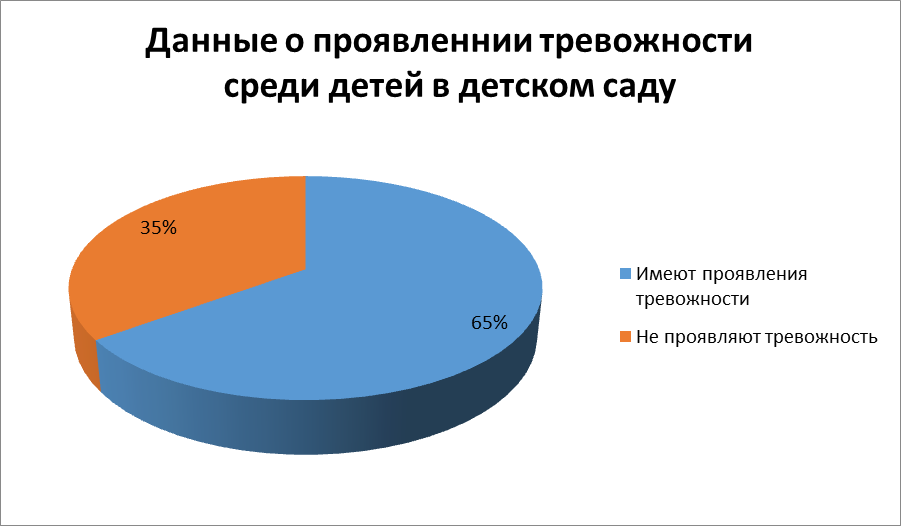 Данные о проявленнии тревожности
среди детей в детском саду
35%
65%
Имеют проявления
тревожности
Не проявляют тревожность